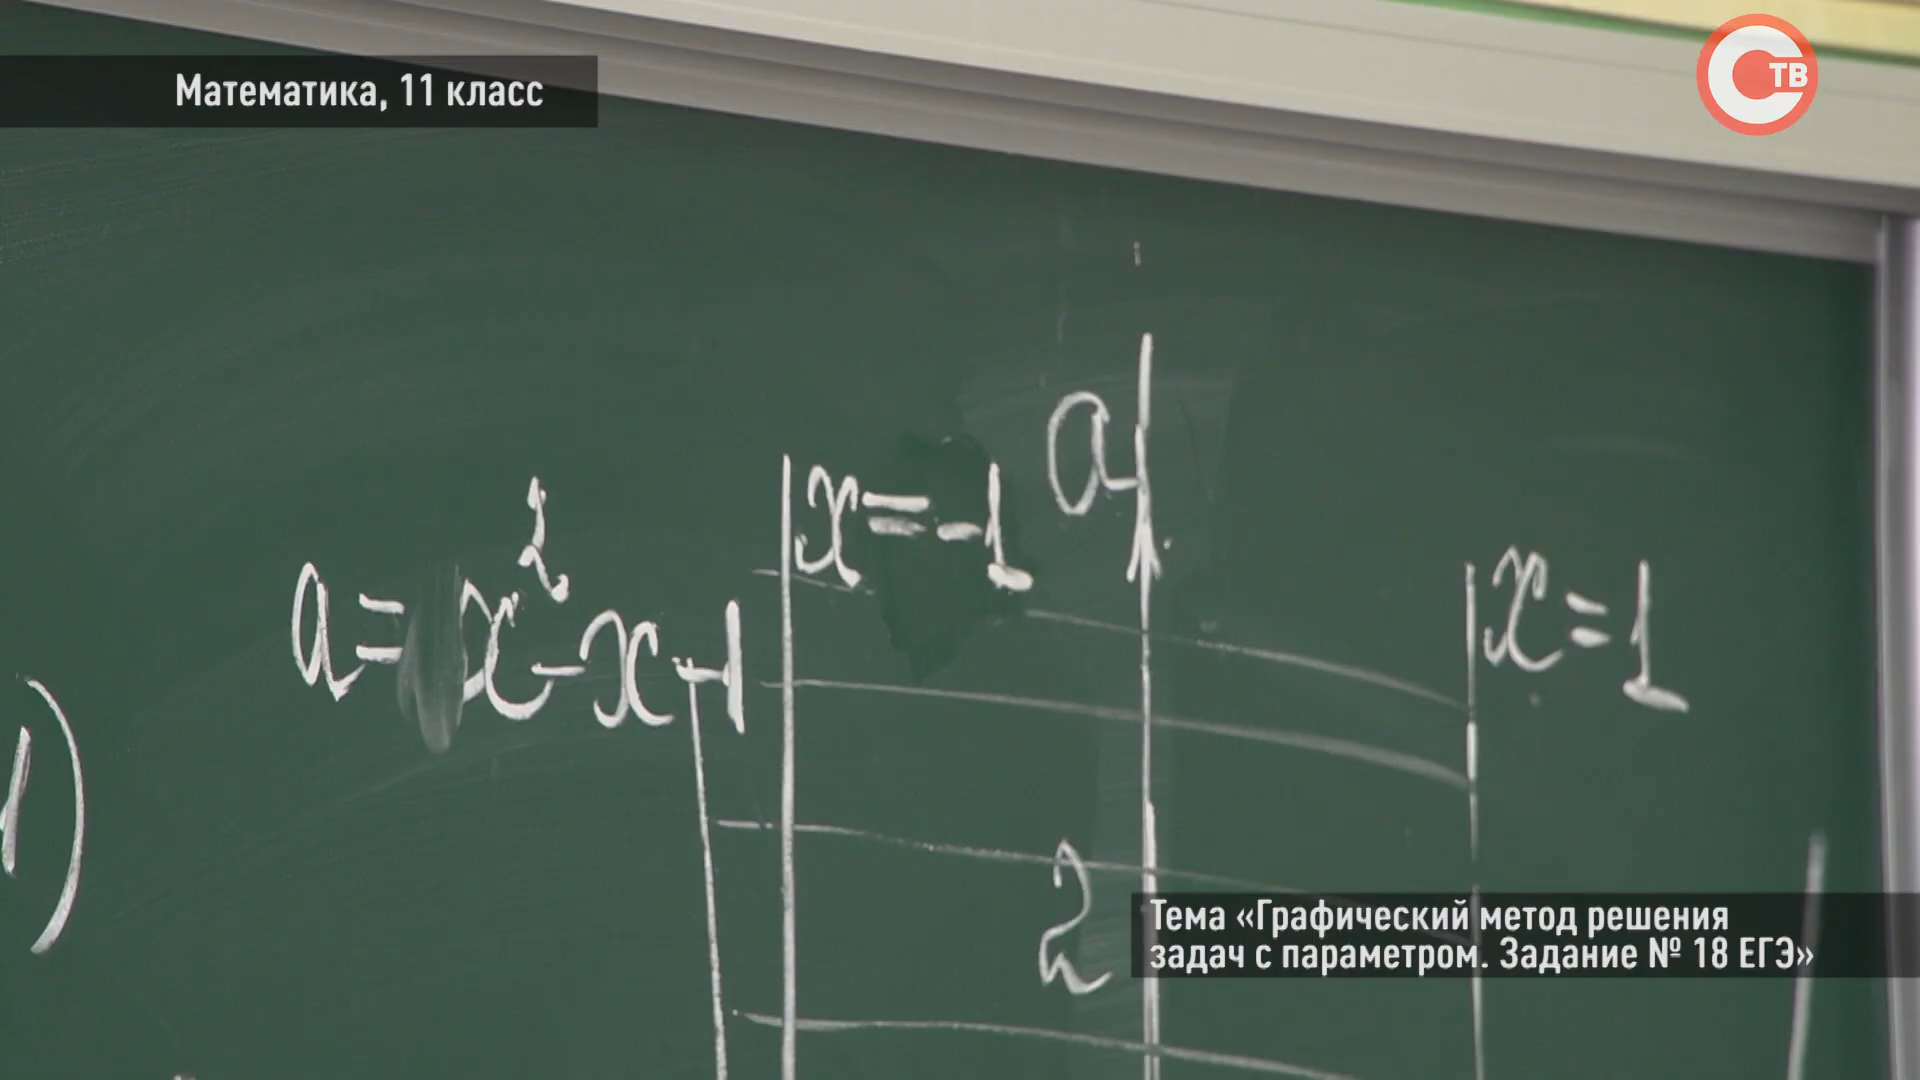 Математика, 11 класс
СТВ
a
x=-1
a=x²-x-1
x=1
1)
2
Тема «Графический метод решения
задач с параметром. Задание № 18 ЕГЭ»